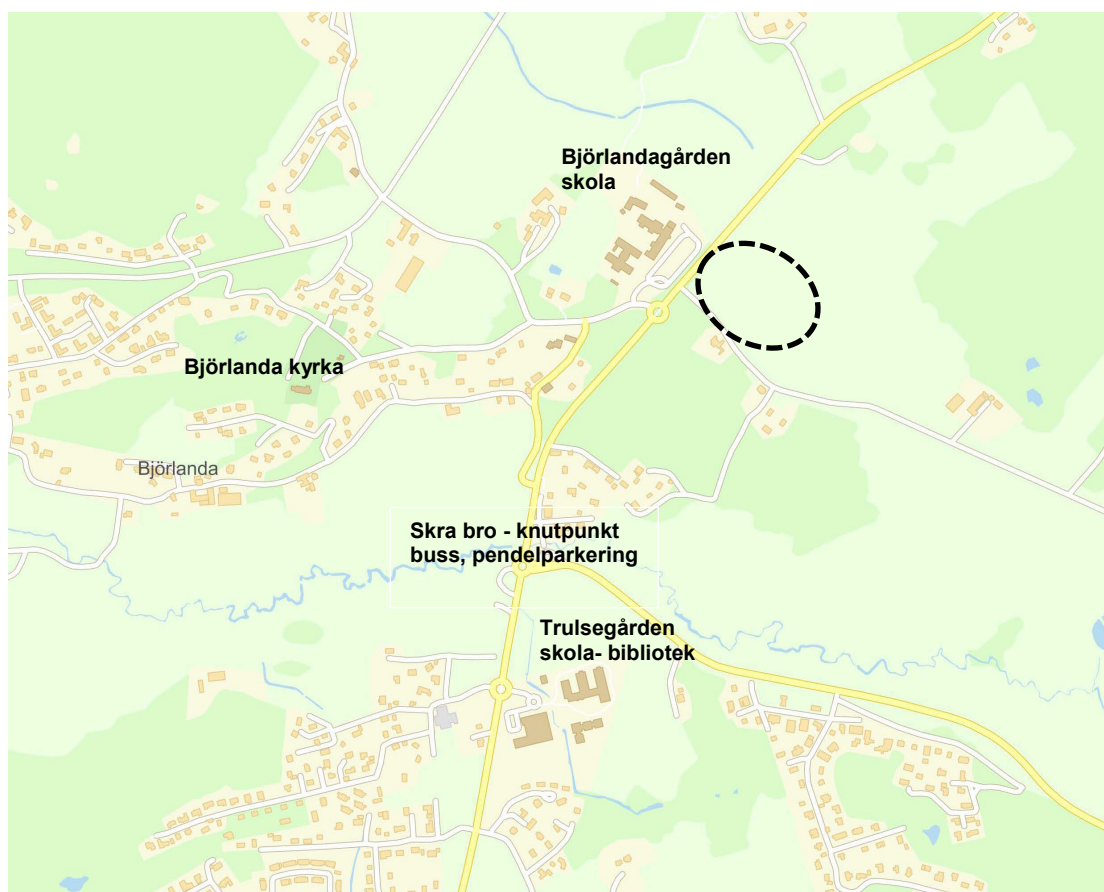 Björlandagården
skola
Björlanda kyrka
Björlanda
Skra bro - knutpunkt
buss, pendelparkering
Trulsegården
skola- bibliotek